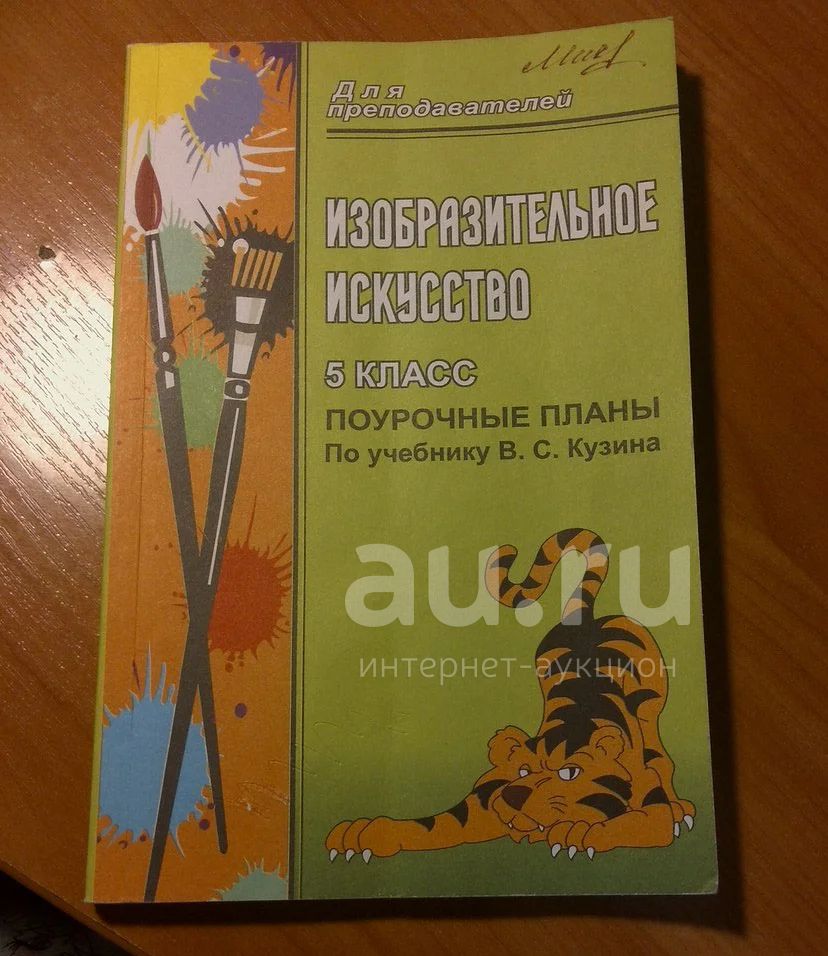 Для
преподавателей
ИЗОБРАЗИТЕЛЬНОЕ
ИСКУССТВО
5 КЛАСС
ПОУРОЧНЫЕ ПЛАНЫ
По учебнику В. С. Кузина
au.ru
интернет-аукцион